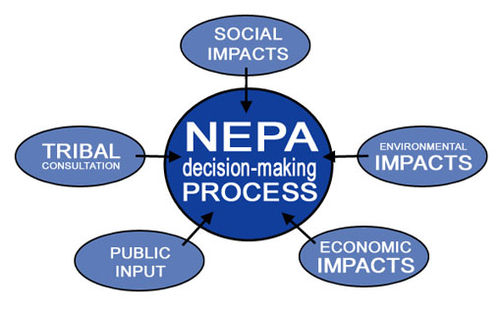 SOCIAL
IMPACTS
NEPA
decision-making
PROCESS
TRIBAL
CONSULTATION
ENVIRONMENTAL
IMPACTS
PUBLIC
INPUT
ECONOMIC
IMPACTS